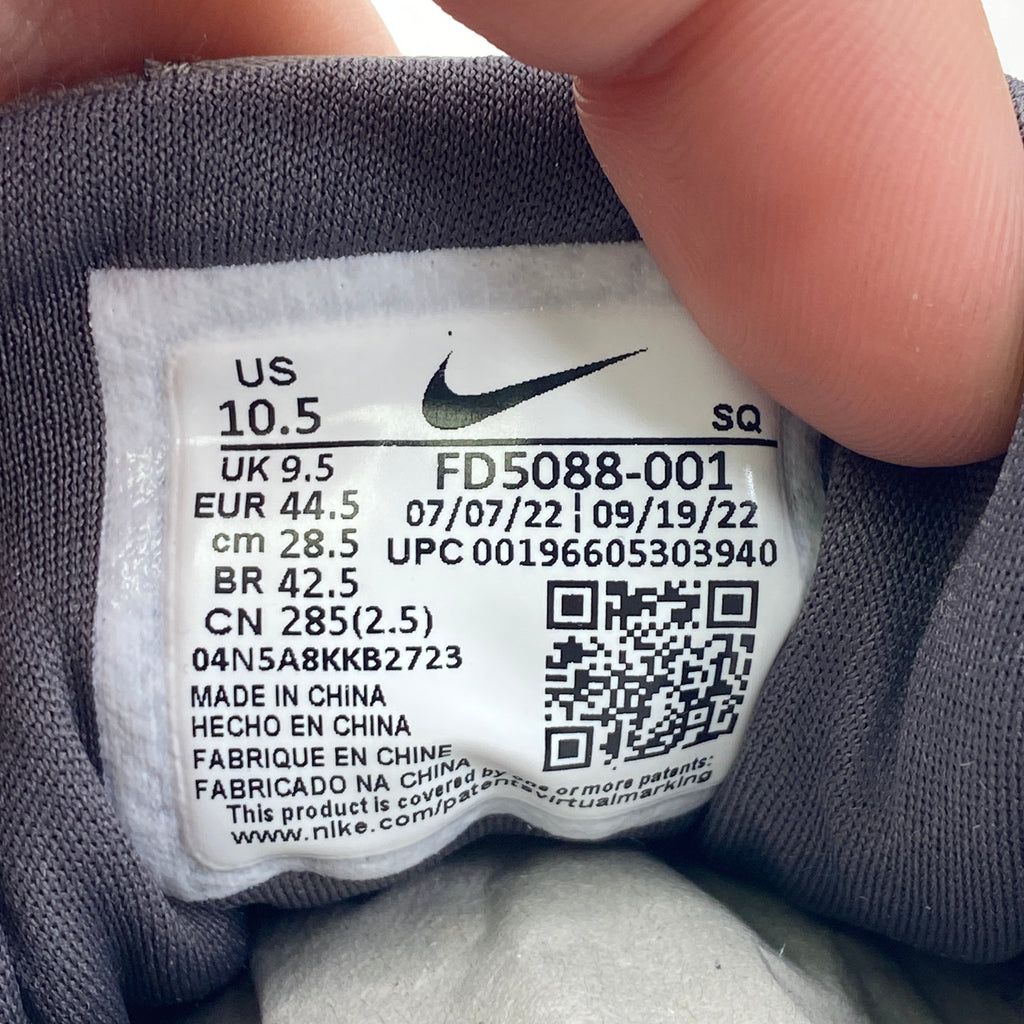 US
10.5
SQ
UK 9.5
FD5088-001
EUR 44.5
07/07/22 | 09/19/22
cm 28.5
UPC 00196605303940
BR 42.5
CN 285(2.5)
04N5A8KKB2723
MADE IN CHINA
HECHO EN CHINA
FABRIQUE EN CHINE
FABRICADO NA CHINA
This product is covered by one or more patents:
www.nike.com/patentsvirtualmarking